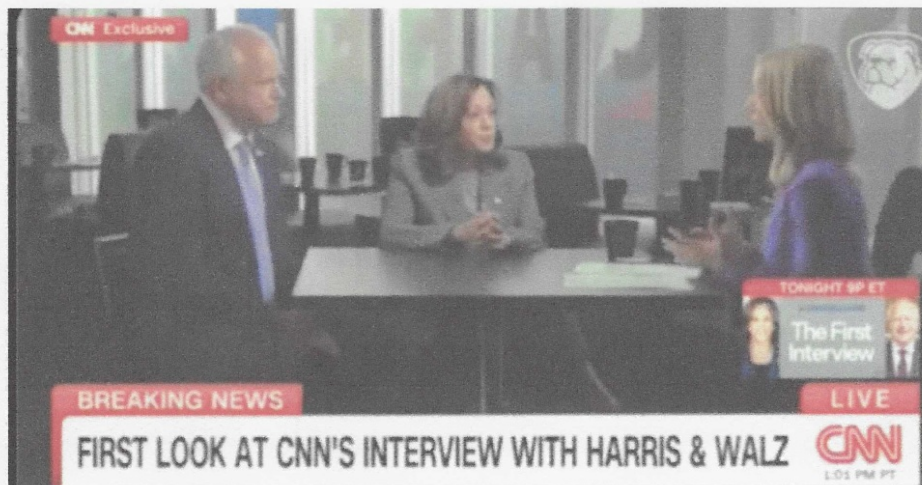 CNN Exclusive
TONIGHT 9P ET
The First
Interview
BREAKING NEWS
LIVE
FIRST LOOK AT CNN'S INTERVIEW WITH HARRIS & WALZ
CNN
1:01 PM PT